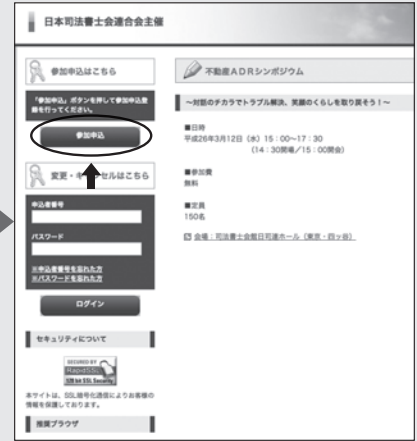 日本司法書士会連合会主催
参加申込はこちら
「参加申込」ボタンを押して参加申込登
録を行ってください。
参加申込
変更・キ セルはこちら
申込者番号
パスワード
※申込者番号を忘れた方
※パスワードを忘れた方
ログイン
セキュリティについて
SECURED BY
RapidSSL
128 bit SSL Security
本サイトは、SSL暗号化通信によりお客様の
情報を保護しております。
推奨ブラウザ
不動産ADRシンポジウム
～対話のチカラでトラブル解決、笑顔のくらしを取り戻そう！～
■日時
平成26年3月12日（水）15：00～17：30
（14：30開場／15：00開会）
■参加費
無料
■定員
150名
会場：司法書士会館日司連ホール（東京・四ッ谷）